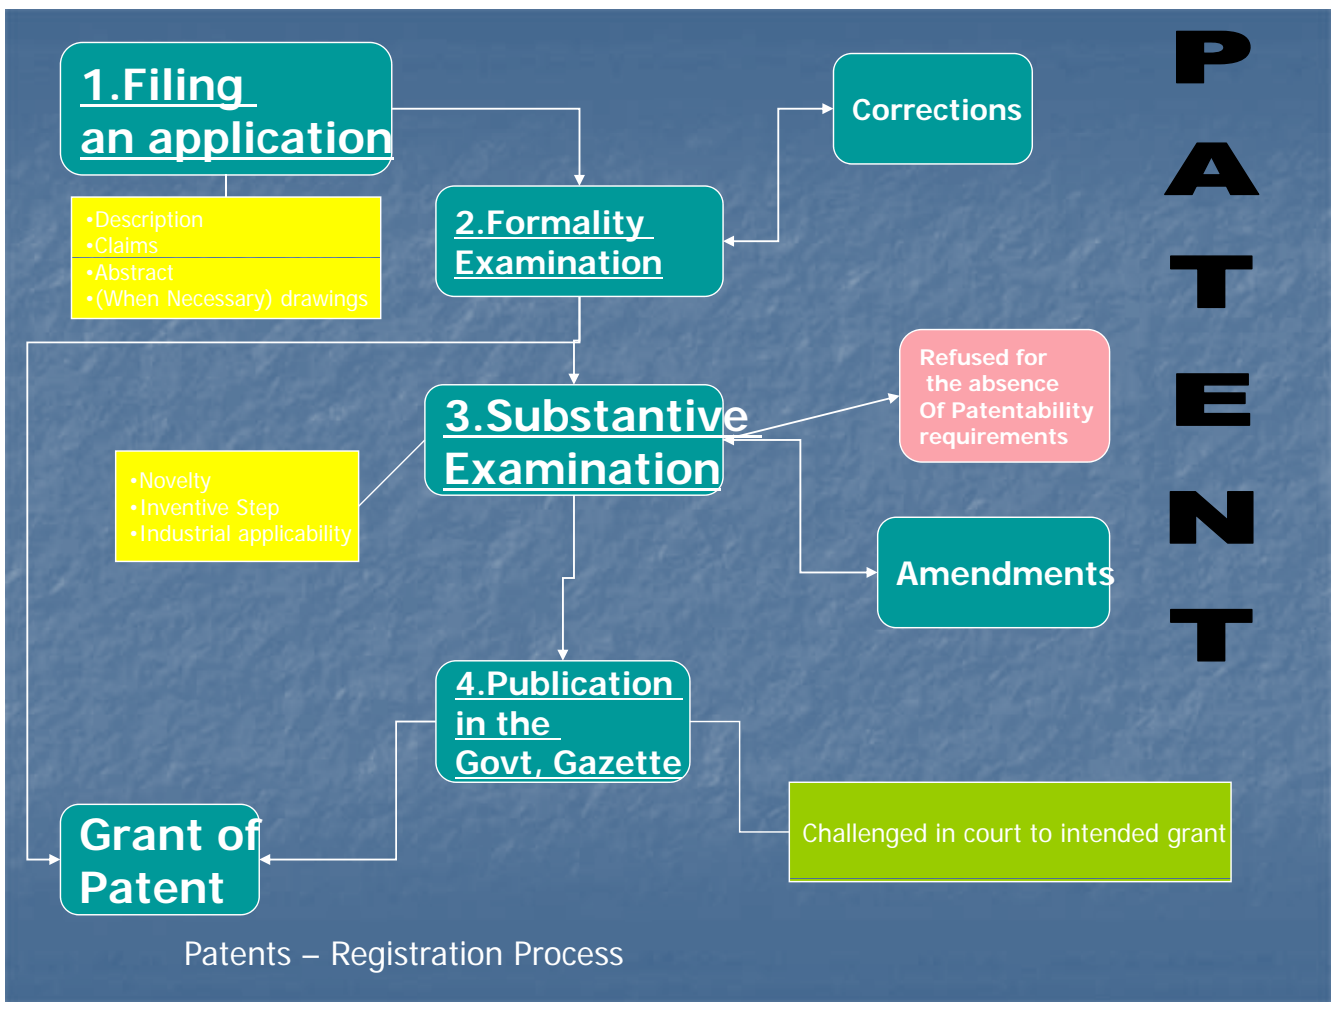 1.Filing
an application
•Description
•Claims
•Abstract
•(When Necessary) drawings
2.Formality
Examination
Corrections
3.Substantive
Examination
•Novelty
•Inventive Step
•Industrial applicability
Refused for
the absence
Of Patentability
requirements
Amendments
4.Publication
in the
Govt, Gazette
Challenged in court to intended grant
Grant of
Patent
Patents – Registration Process
P
A
T
E
N
T